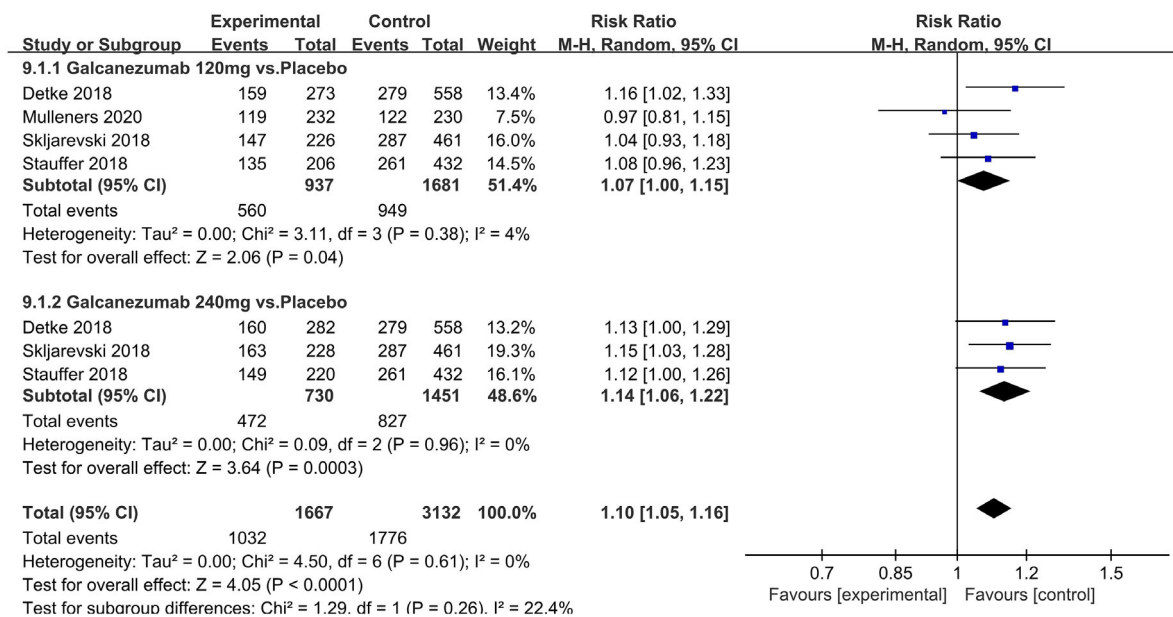 Experimental Control Risk Ratio Risk Ratio
Study or Subgroup Events Total Events Total Weight M-H, Random, 95% CI M-H, Random, 95% CI
9.1.1 Galcanezumab 120mg vs.Placebo
Detke 2018 159 273 279 558 13.4% 1.16 [1.02, 1.33]
Mulleners 2020 119 232 122 230 7.5% 0.97 [0.81, 1.15]
Skljarevski 2018 147 226 287 461 16.0% 1.04 [0.93, 1.18]
Stauffer 2018 135 206 261 432 14.5% 1.08 [0.96, 1.23]
Subtotal (95% CI) 937 1681 51.4% 1.07 [1.00, 1.15]
Total events 560 949
Heterogeneity: Tau² = 0.00; Chi² = 3.11, df = 3 (P = 0.38); I² = 4%
Test for overall effect: Z = 2.06 (P = 0.04)
9.1.2 Galcanezumab 240mg vs.Placebo
Detke 2018 160 282 279 558 13.2% 1.13 [1.00, 1.29]
Skljarevski 2018 163 228 287 461 19.3% 1.15 [1.03, 1.28]
Stauffer 2018 149 220 261 432 16.1% 1.12 [1.00, 1.26]
Subtotal (95% CI) 730 1451 48.6% 1.14 [1.06, 1.22]
Total events 472 827
Heterogeneity: Tau² = 0.00; Chi² = 0.09, df = 2 (P = 0.96); I² = 0%
Test for overall effect: Z = 3.64 (P = 0.0003)
Total (95% CI) 1667 3132 100.0% 1.10 [1.05, 1.16]
Total events 1032 1776
Heterogeneity: Tau² = 0.00; Chi² = 4.50, df = 6 (P = 0.61); I² = 0%
Test for overall effect: Z = 4.05 (P < 0.0001)
Test for subgroup differences: Chi² = 1.29, df = 1 (P = 0.26), I² = 22.4%
0.7 0.85 1 1.2 1.5
Favours [experimental] Favours [control]